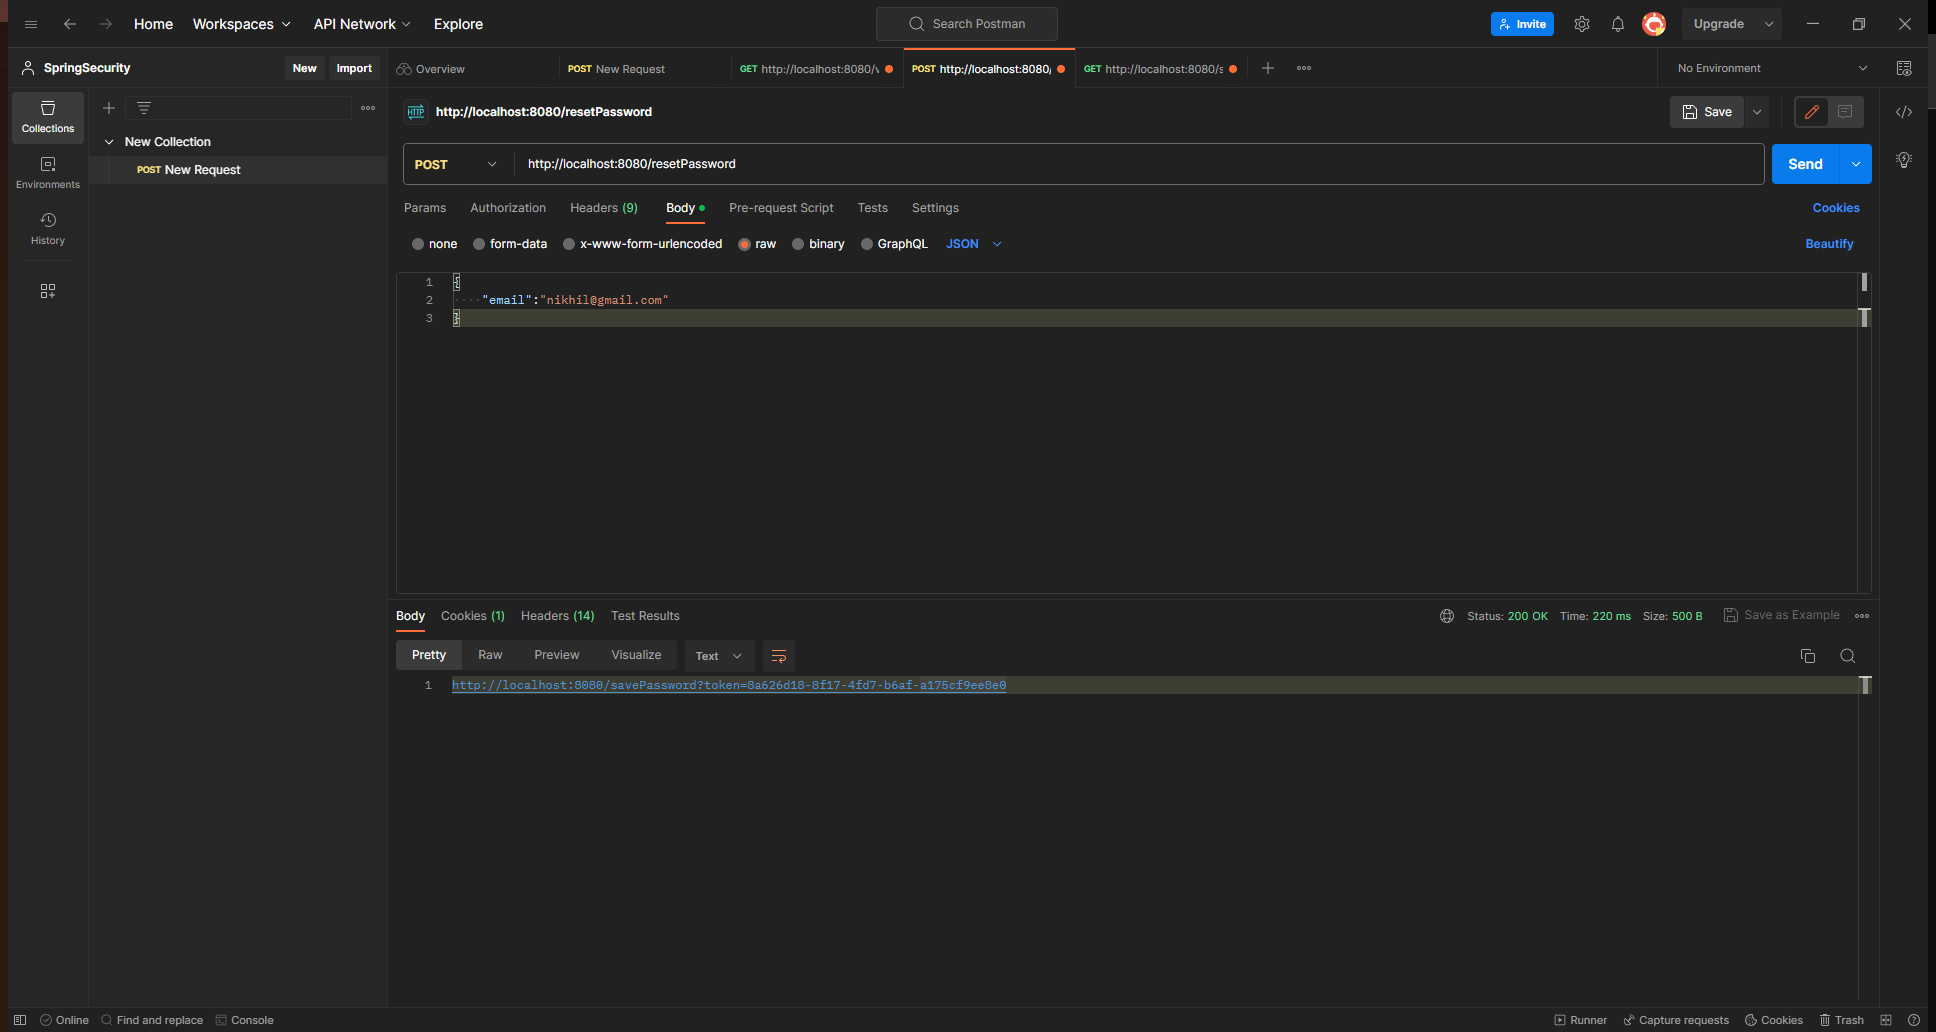 Home Workspaces API Network Explore Search Postman Invite Upgrade
SpringSecurity New Import
Overview POST New Request GET http://localhost:8080/ POST http://localhost:8080/ GET http://localhost:8080/s No Environment
Collections
Environments
History
New Collection
POST New Request
HTTP http://localhost:8080/resetPassword Save
POST http://localhost:8080/resetPassword Send
Params Authorization Headers (9) Body Pre-request Script Tests Settings Cookies
none form-data x-www-form-urlencoded raw binary GraphQL JSON Beautify
1 {
2 "email":"nikhil@gmail.com"
3 }
Body Cookies (1) Headers (14) Test Results Status: 200 OK Time: 220 ms Size: 500 B Save as Example
Pretty Raw Preview Visualize Text
1 http://localhost:8080/savePassword?token=8a626d18-8f17-4fd7-b6af-a175cf9ee8e0
Online Find and replace Console Runner Capture requests Cookies Trash